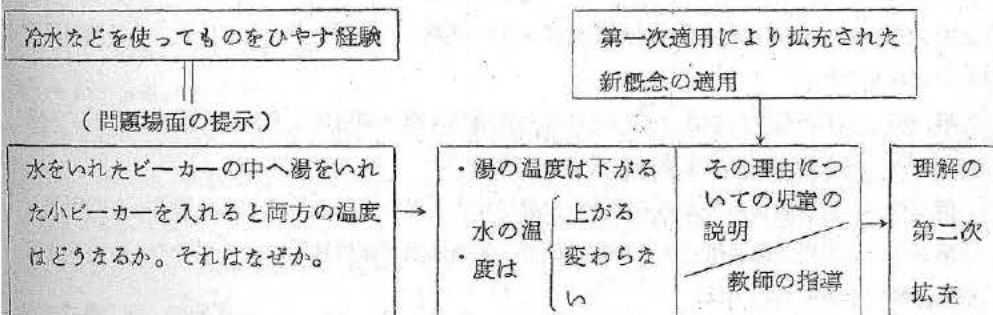 冷水などを使ってものをひやす経験
第一次適用により拡充された
新概念の適用
(問題場面の提示)
水をいれたビーカーの中へ湯をいれ
た小ビーカーを入れると両方の温度
はどうなるか。それはなぜか。
・湯の温度は下がる
・水の温度は
上がる
変わらな
い
その理由につ
いての児童の
説明
教師の指導
理解の
第二次
拡充